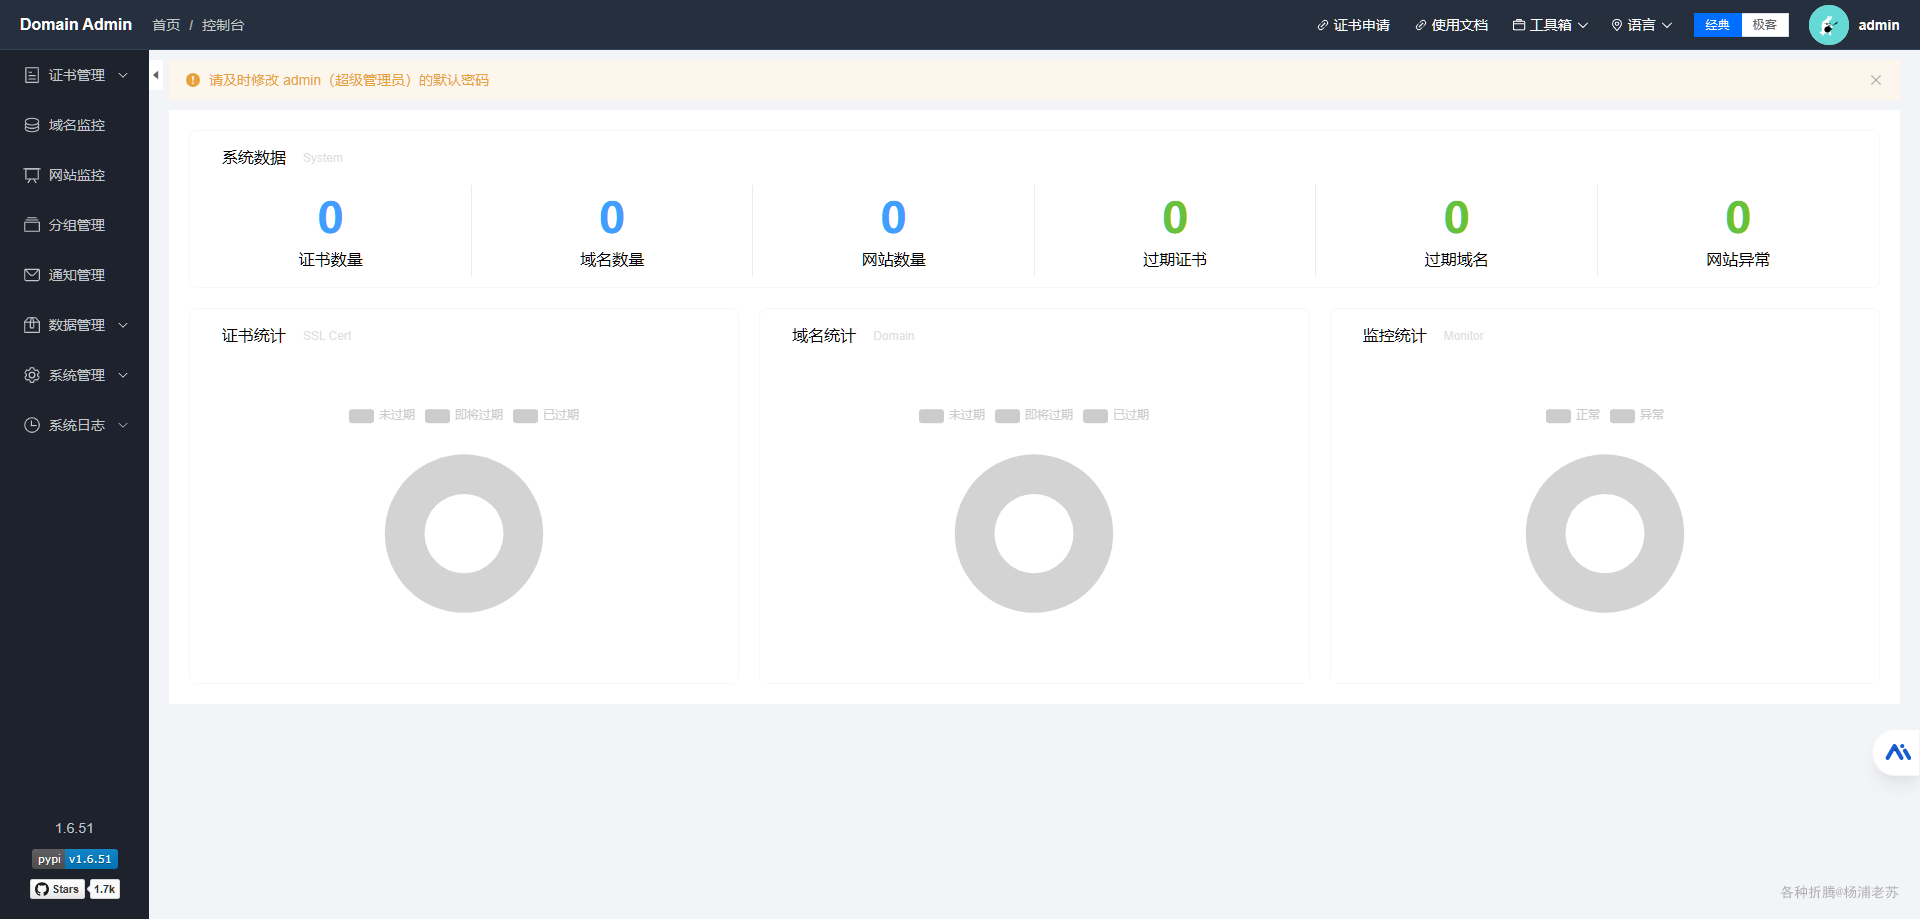 Domain Admin 首页 / 控制台 证书申请 使用文档 工具箱 语言 经典 极客 admin
证书管理
域名监控
网站监控
分组管理
通知管理
数据管理
系统管理
系统日志
1.6.51
pypi v1.6.51
Stars 1.7k
请及时修改 admin（超级管理员）的默认密码
系统数据 System
0 0 0 0 0 0
证书数量 域名数量 网站数量 过期证书 过期域名 网站异常
证书统计 SSL Cert
未过期 即将过期 已过期
域名统计 Domain
未过期 即将过期 已过期
监控统计 Monitor
正常 异常
各种折腾@杨浦老苏